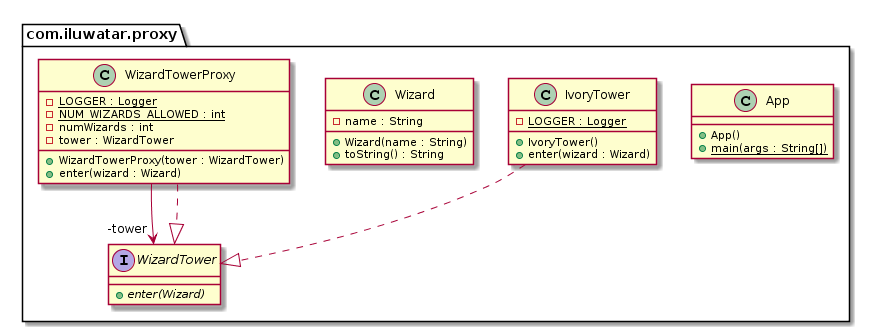 com.iluwatar.proxy
C WizardTowerProxy
LOGGER : Logger
NUM_WIZARDS_ALLOWED : int
numWizards : int
tower : WizardTower
WizardTowerProxy(tower : WizardTower)
enter(wizard : Wizard)
C Wizard
name : String
Wizard(name : String)
toString() : String
C IvoryTower
LOGGER : Logger
IvoryTower()
enter(wizard : Wizard)
C App
App()
main(args : String[])
-tower
I WizardTower
enter(Wizard)